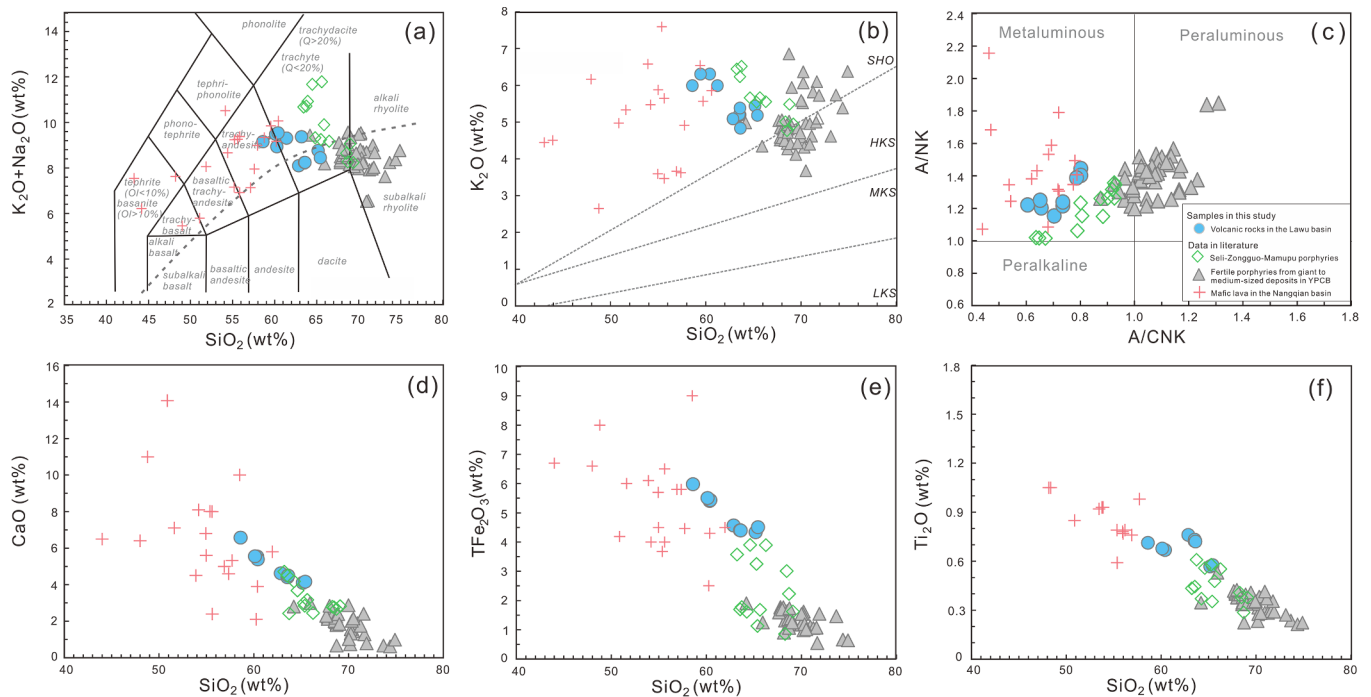 (a)
K₂O+Na₂O (wt%)
14
12
10
8
6
4
2
phonolite
trachydacite
(Q>20%)
trachyte
(Q<20%)
tephri-
phonolite
phono-
tephrite
trachy-
andesite
alkali
rhyolite
tephrite
(Ol<10%)
basanite
(Ol>10%)
basaltic
trachy-
andesite
trachy-
basalt
alkali
basalt
subalkali
basalt
basaltic
andesite
andesite
dacite
subalkali
rhyolite
35 45 55 65 75 85
SiO₂ (wt%)
(b)
K₂O (wt%)
8
7
6
5
4
3
2
1
0
SHO
HKS
MKS
LKS
40 50 60 70 80
SiO₂ (wt%)
(c)
A/NK
2.4
2.2
2.0
1.8
1.6
1.4
1.2
1.0
0.8
0.6
Metaluminous
Peraluminous
Peralkaline
Samples in this study
Volcanic rocks in the Lawu basin
Data in literature
Seli-Zongguo-Mamupu porphyries
Fertile porphyries from giant to
medium-sized deposits in YPCB
Mafic lava in the Nangqian basin
0.4 0.6 0.8 1.0 1.2 1.4 1.6 1.8
A/CNK
(d)
CaO (wt%)
16
14
12
10
8
6
4
2
0
40 50 60 70 80
SiO₂ (wt%)
(e)
TFe₂O₃(wt%)
10
9
8
7
6
5
4
3
2
1
0
40 50 60 70 80
SiO₂ (wt%)
(f)
Ti₂O (wt%)
1.8
1.5
1.2
0.9
0.6
0.3
0
40 50 60 70 80
SiO₂ (wt%)